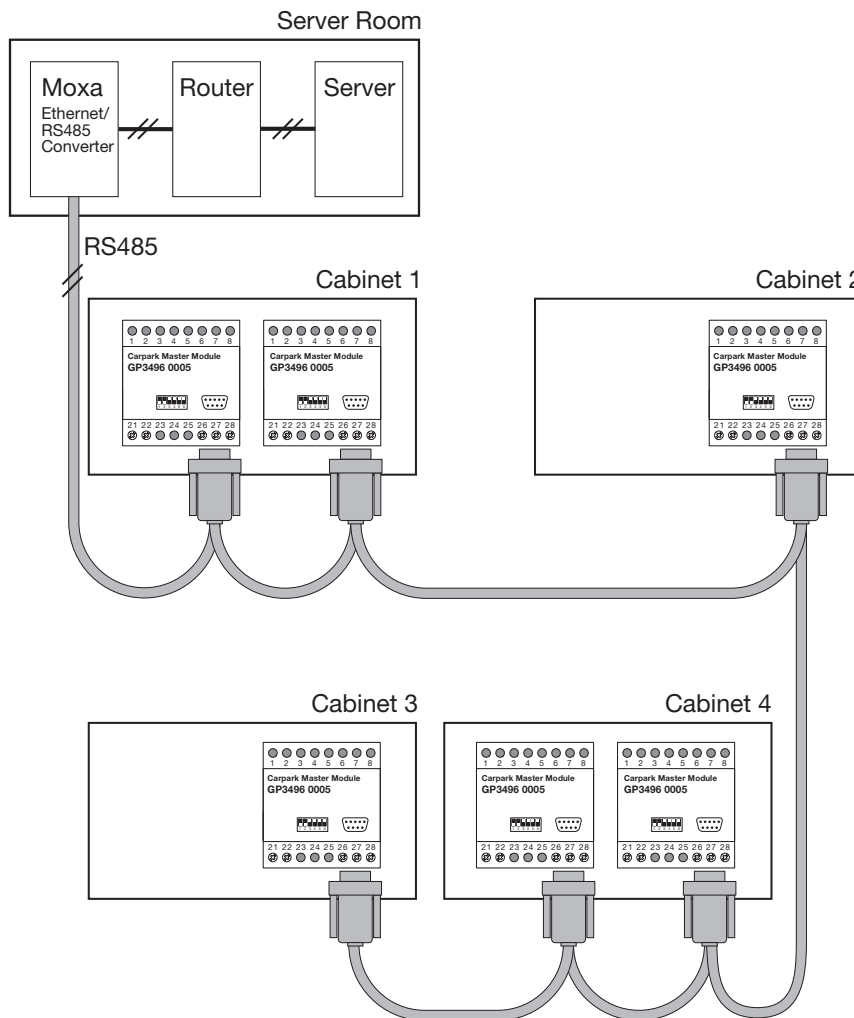 Server Room
Moxa
Ethernet/
RS485
Converter
Router
Server
RS485
Cabinet 1
1 2 3 4 5 6 7 8
Carpark Master Module
GP3496 0005
21 22 23 24 25 26 27 28
1 2 3 4 5 6 7 8
Carpark Master Module
GP3496 0005
21 22 23 24 25 26 27 28
Cabinet 2
1 2 3 4 5 6 7 8
Carpark Master Module
GP3496 0005
21 22 23 24 25 26 27 28
Cabinet 3
1 2 3 4 5 6 7 8
Carpark Master Module
GP3496 0005
21 22 23 24 25 26 27 28
Cabinet 4
1 2 3 4 5 6 7 8
Carpark Master Module
GP3496 0005
21 22 23 24 25 26 27 28
1 2 3 4 5 6 7 8
Carpark Master Module
GP3496 0005
21 22 23 24 25 26 27 28